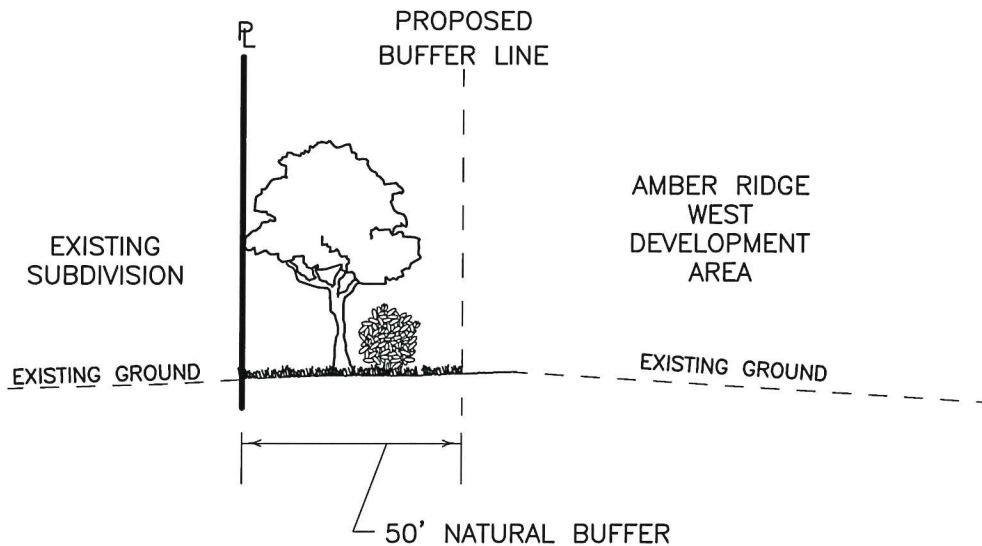 PL
PROPOSED
BUFFER LINE
EXISTING
SUBDIVISION
AMBER RIDGE
WEST
DEVELOPMENT
AREA
EXISTING GROUND
EXISTING GROUND
50' NATURAL BUFFER